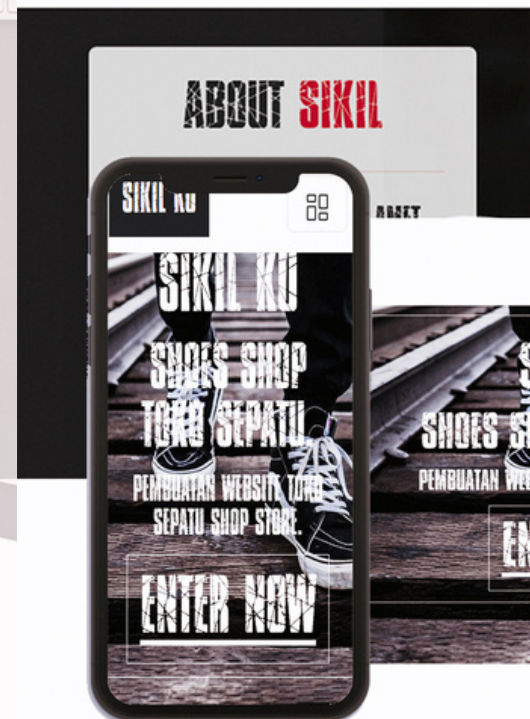 ABOUT SIKIL
AMET
SIKIL KU
SIKIL KU
SHOES SHOP
TOKO SEPATU.
PEMBUATAN WEBSITE TOKO
SEPATU SHOP STORE.
ENTER NOW
SHOES
PEMBUATAN